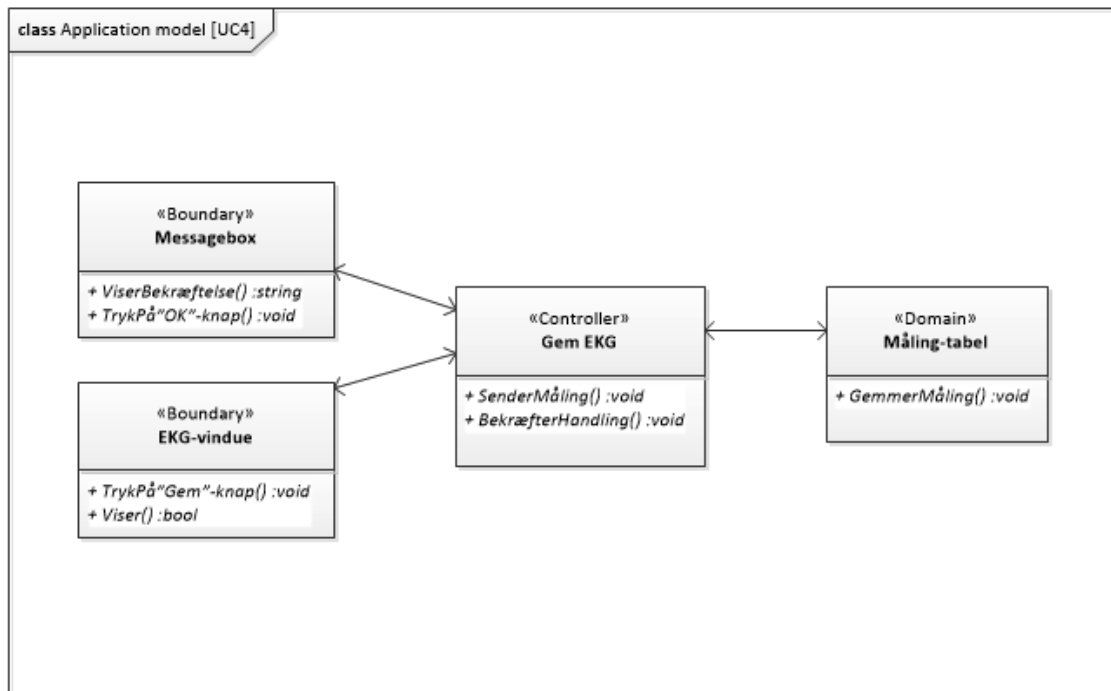 class Application model [UC4]
«Boundary»
Messagebox
+ ViserBekræftelse() :string
+ TrykPå"OK"-knap() :void
«Boundary»
EKG-vindue
+ TrykPå"Gem"-knap() :void
+ Viser() :bool
«Controller»
Gem EKG
+ SenderMåling() :void
+ BekræfterHandling() :void
«Domain»
Måling-tabel
+ GemmerMåling() :void